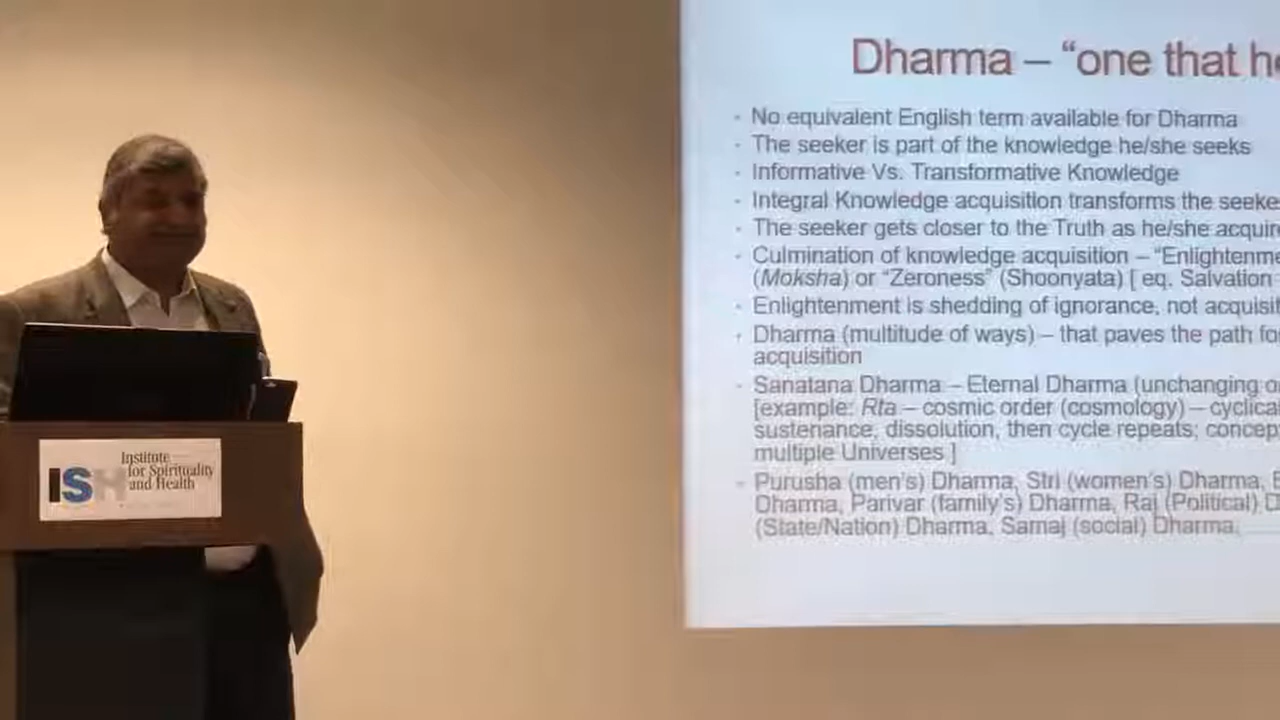 Dharma – “one that
No equivalent English term available for Dharma
The seeker is part of the knowledge he/she seeks
Informative Vs. Transformative Knowledge
Integral Knowledge acquisition transforms the seeke
The seeker gets closer to the Truth as he/she acquir
Culmination of knowledge acquisition – “Enlightenme
(Moksha) or “Zeroness” (Shoonyata) [ eq. Salvation
Enlightenment is shedding of ignorance, not acquisi
Dharma (multitude of ways) – that paves the path fo
acquisition
Sanatana Dharma – Eternal Dharma (unchanging o
[example: Rta – cosmic order (cosmology) – cyclica
sustenance, dissolution, then cycle repeats; concep
multiple Universes ]
Purusha (men's) Dharma, Stri (women's) Dharma,
Dharma, Parivar (family's) Dharma, Raj (Political) D
(State/Nation) Dharma, Samaj (social) Dharma,
ISH
Institute
for Spirituality
and Health